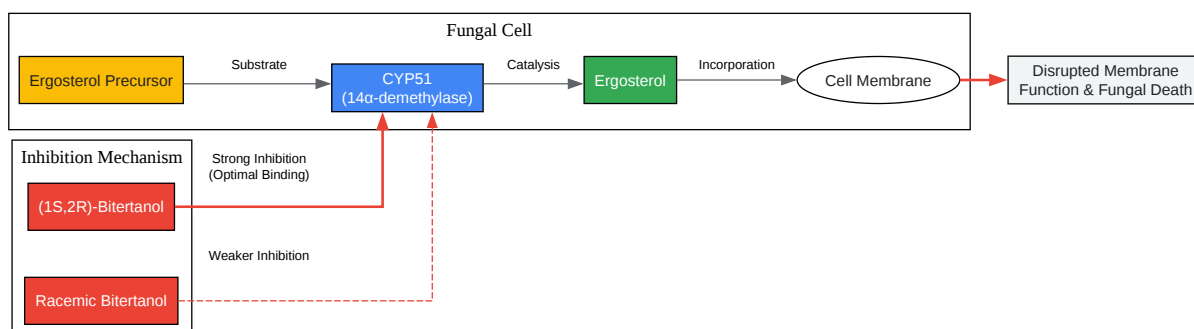 Fungal Cell
Ergosterol Precursor
Substrate
CYP51
(14α-demethylase)
Catalysis
Ergosterol
Incorporation
Cell Membrane
Disrupted Membrane
Function & Fungal Death
Inhibition Mechanism
Strong Inhibition
(Optimal Binding)
(1S,2R)-Bitertanol
Weaker Inhibition
Racemic Bitertanol